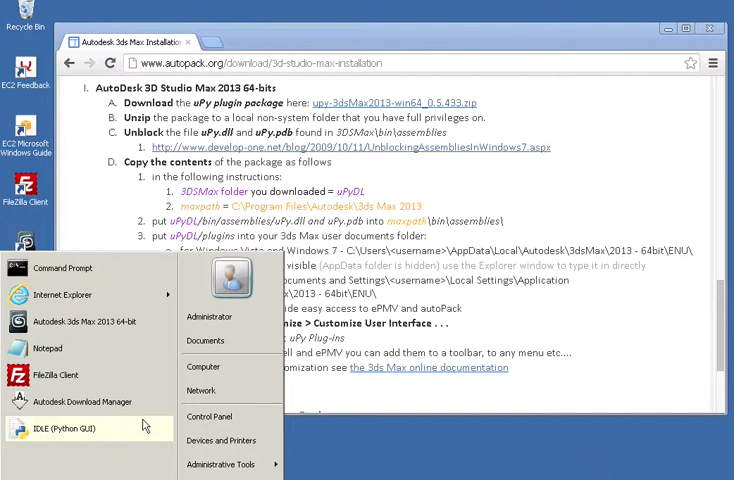 Recycle Bin
EC2 Feedback
EC2 Microsoft
Windows Guide
FileZilla Client
Autodesk 3ds Max Installatio
www.autopack.org/download/3d-studio-max-installation
I. AutoDesk 3D Studio Max 2013 64-bits
A. Download the uPy plugin package here: upy-3dsMax2013-win64_0.5.433.zip
B. Unzip the package to a local non-system folder that you have full privileges on.
C. Unblock the file uPy.dll and uPy.pdb found in 3DSMax\bin\assemblies
1. http://www.develop-one.net/blog/2009/10/11/UnblockingAssembliesInWindows7.aspx
D. Copy the contents of the package as follows
1. in the following instructions:
1. 3DSMax folder you downloaded = uPyDL
2. maxpath = C:\Program Files\Autodesk\3ds Max 2013
2. put uPyDL/bin/assemblies/uPy.dll and uPy.pdb into maxpath\bin\assemblies\
3. put uPyDL/plugins into your 3ds Max user documents folder:
for Windows Vista and Windows 7 - C:\Users\<username>\AppData\Local\Autodesk\3dsMax\2013 - 64bit\ENU\
visible (AppData folder is hidden) use the Explorer window to type it in directly
ocuments and Settings\<username>\Local Settings\Application
x\2013 - 64bit\ENU\
ide easy access to ePMV and autoPack
mize > Customize User Interface . . .
uPy Plug-ins
ell and ePMV you can add them to a toolbar, to any menu etc....
tomization see the 3ds Max online documentation
Command Prompt
Internet Explorer
Autodesk 3ds Max 2013 64-bit
Notepad
FileZilla Client
Autodesk Download Manager
IDLE (Python GUI)
Administrator
Documents
Computer
Network
Control Panel
Devices and Printers
Administrative Tools